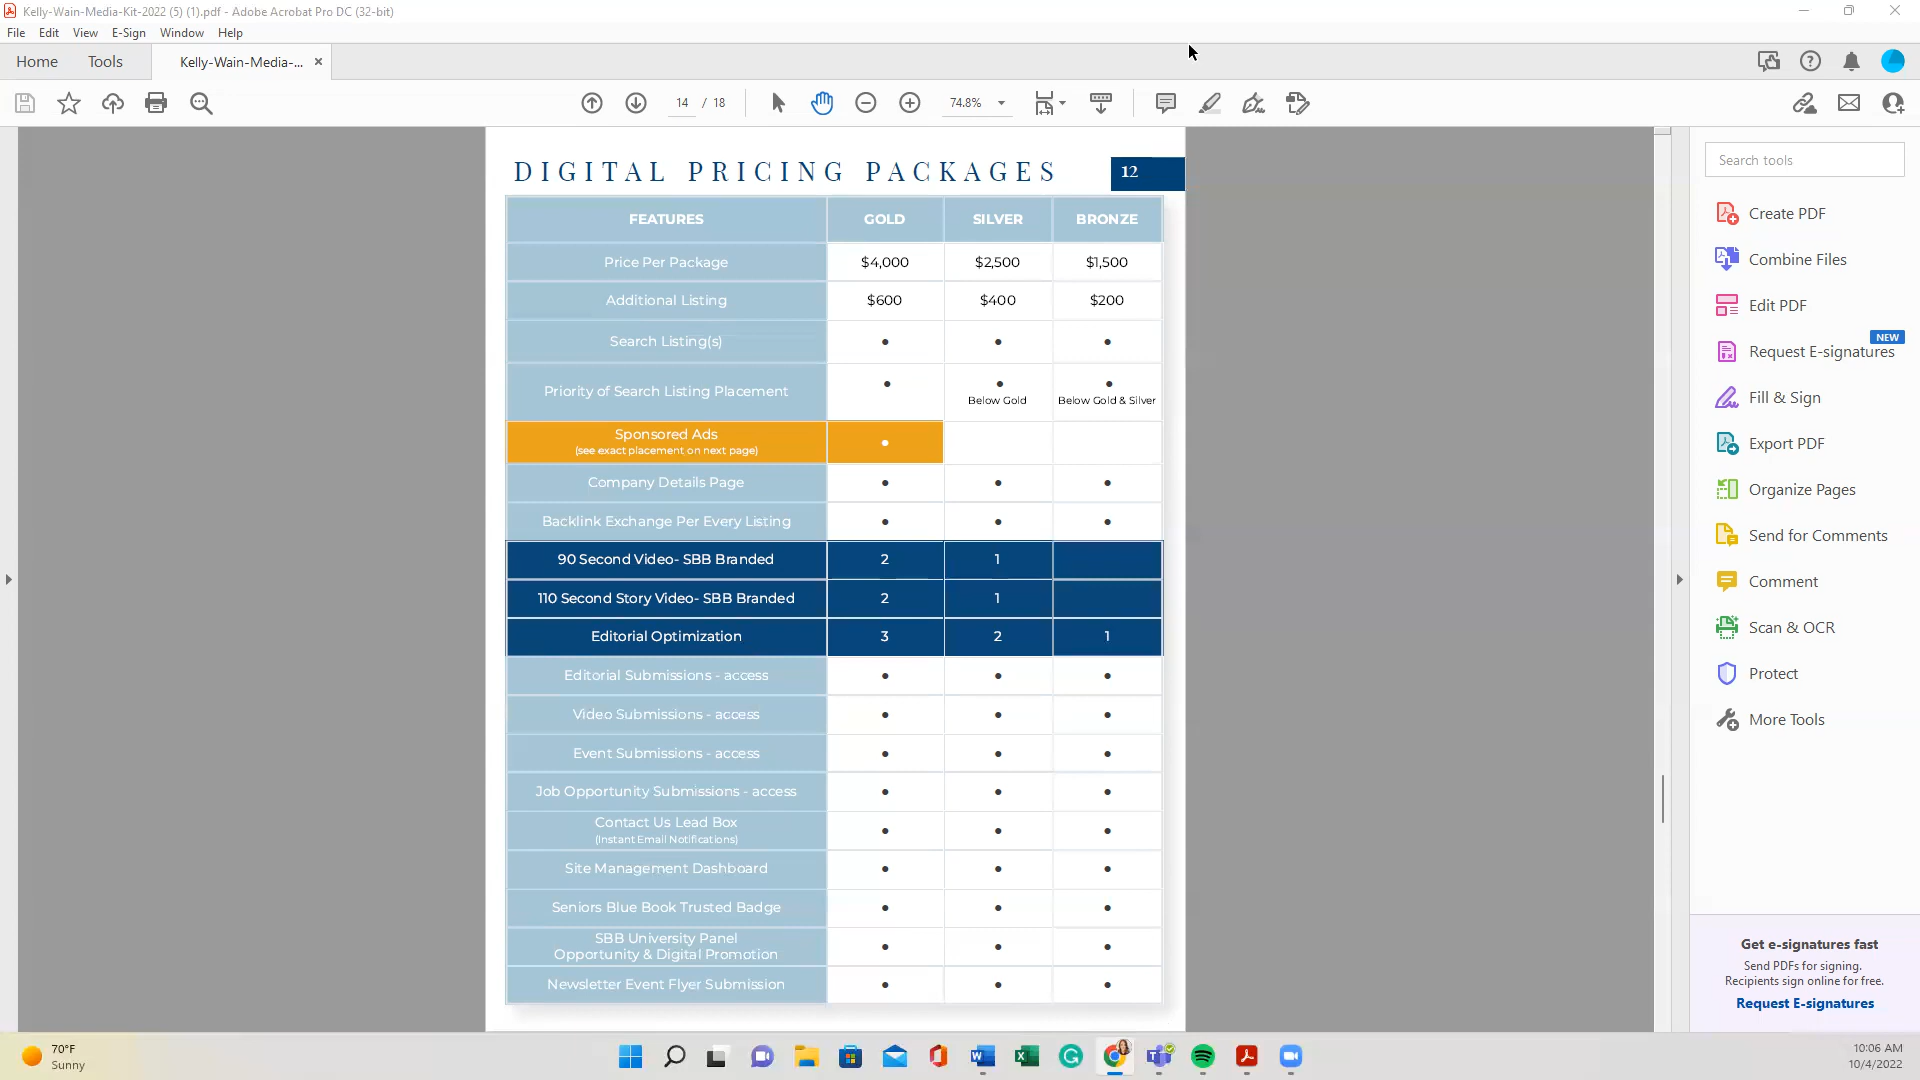 Kelly-Wain-Media-Kit-2022 (5) (1).pdf - Adobe Acrobat Pro DC (32-bit)
File Edit View E-Sign Window Help
Home Tools Kelly-Wain-Media-... ×
14 / 18 74.8%
DIGITAL PRICING PACKAGES 12
FEATURES GOLD SILVER BRONZE
Price Per Package $4,000 $2,500 $1,500
Additional Listing $600 $400 $200
Search Listing(s) • • •
Priority of Search Listing Placement • • •
Below Gold Below Gold & Silver
Sponsored Ads •
(see exact placement on next page)
Company Details Page • • •
Backlink Exchange Per Every Listing • • •
90 Second Video- SBB Branded 2 1
110 Second Story Video- SBB Branded 2 1
Editorial Optimization 3 2 1
Editorial Submissions - access • • •
Video Submissions - access • • •
Event Submissions - access • • •
Job Opportunity Submissions - access • • •
Contact Us Lead Box • • •
(Instant Email Notifications)
Site Management Dashboard • • •
Seniors Blue Book Trusted Badge • • •
SBB University Panel
Opportunity & Digital Promotion • • •
Newsletter Event Flyer Submission • • •
Search tools
Create PDF
Combine Files
Edit PDF
NEW
Request E-signatures
Fill & Sign
Export PDF
Organize Pages
Send for Comments
Comment
Scan & OCR
Protect
More Tools
Get e-signatures fast
Send PDFs for signing.
Recipients sign online for free.
Request E-signatures
70°F
Sunny
10:06 AM
10/4/2022